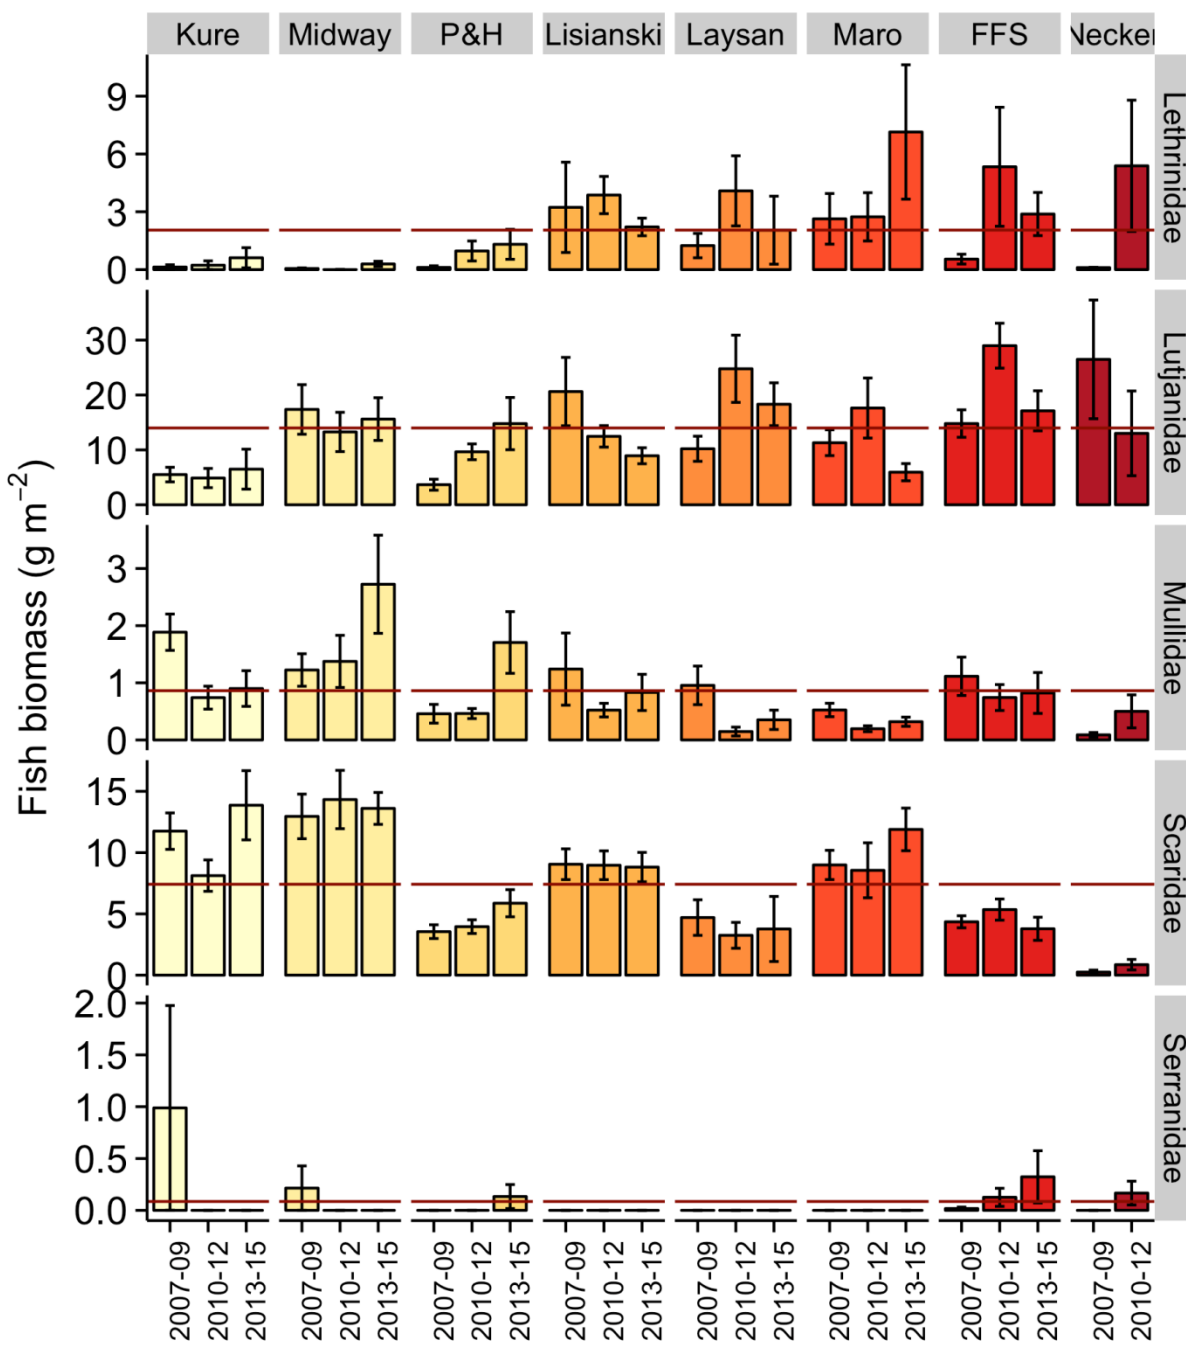 Kure Midway P&H Lisianski Laysan Maro FFS Necker
Fish biomass (g m⁻²)
9
6
3
0
Lethrinidae
30
20
10
0
Lutjanidae
3
2
1
0
Mullidae
15
10
5
0
Scaridae
2.0
1.5
1.0
0.5
0.0
Serranidae
2007-09 2010-12 2013-15 2007-09 2010-12 2013-15 2007-09 2010-12 2013-15 2007-09 2010-12 2013-15 2007-09 2010-12 2013-15 2007-09 2010-12 2013-15 2007-09 2010-12 2013-15 2007-09 2010-12